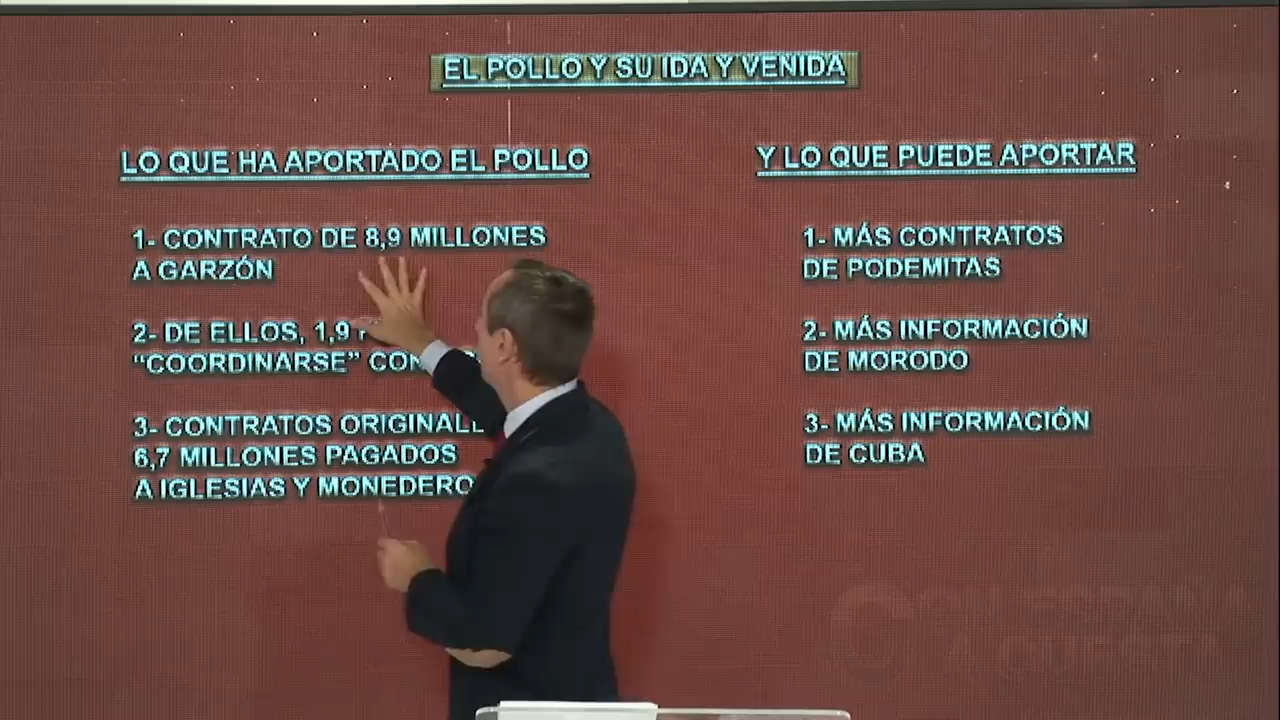 EL POLLO Y SU IDA Y VENIDA
LO QUE HA APORTADO EL POLLO
1- CONTRATO DE 8,9 MILLONES
A GARZÓN
2- DE ELLOS, 1,9
“COORDINARSE”
3- CONTRATOS
6,7 MILLONES PAGADOS
A IGLESIAS Y MONEDERO
Y LO QUE PUEDE APORTAR
1- MÁS CONTRATOS
DE PODEMITAS
2- MÁS INFORMACIÓN
DE MORODO
3- MÁS INFORMACIÓN
DE CUBA